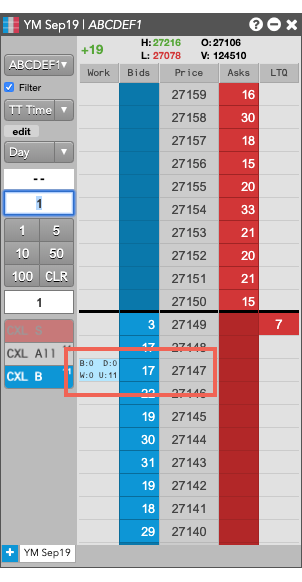 YM Sep19 | ABCDEF1
ABCDEF1
+19
H: 27216 O: 27106
L: 27078 V: 124510
Filter
Work Bids Price Asks LTQ
TT Time
edit
Day
- -
1
1 5
10 50
100 CLR
1
CXL S
CXL All
CXL B
27159 16
27158 30
27157 18
27156 15
27155 20
27154 33
27153 21
27152 20
27151 21
27150 15
3 27149 7
17 27148
B:0 D:0
W:0 U:11
17 27147
22 27146
19 27145
30 27144
31 27143
19 27142
18 27141
29 27140
+ YM Sep19